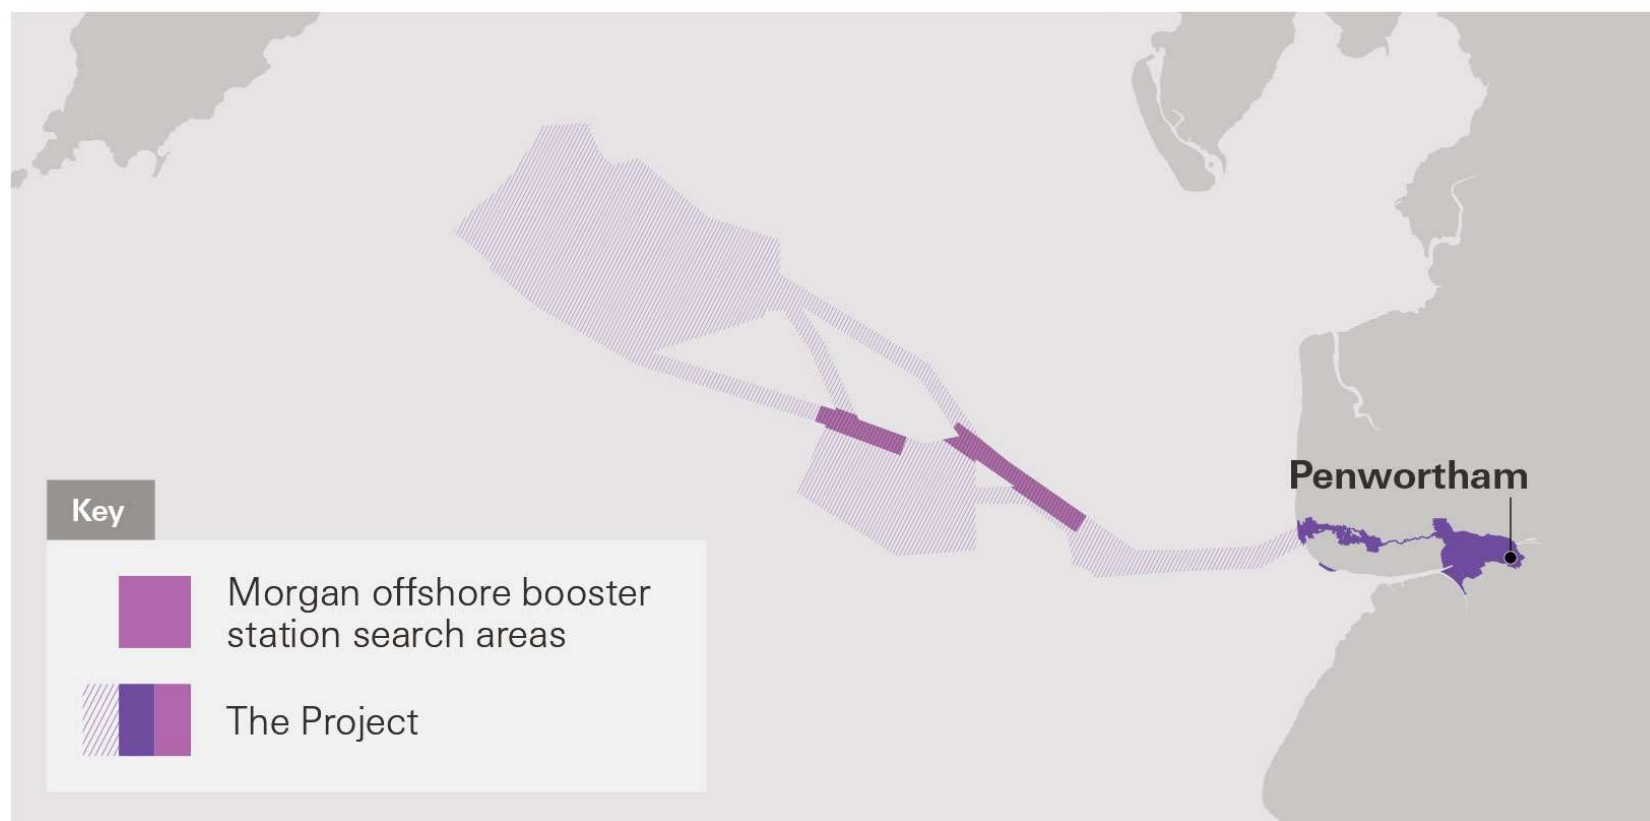 Penwortham
Key
Morgan offshore booster
station search areas
The Project